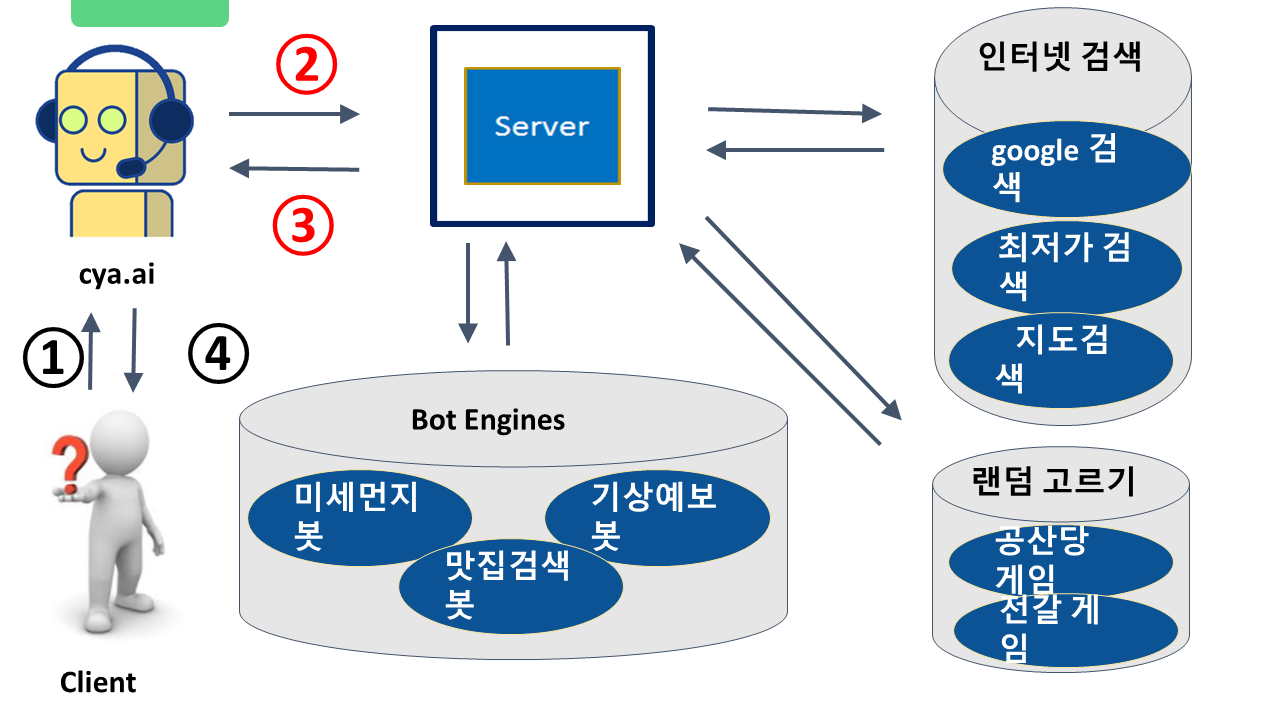 ②
Server
③
cya.ai
①
④
Client
Bot Engines
미세먼지
봇
기상예보
봇
맛집검색
봇
인터넷 검색
google 검
색
최저가 검
색
지도검
색
랜덤 고르기
공산당
게임
전갈 게
임
?